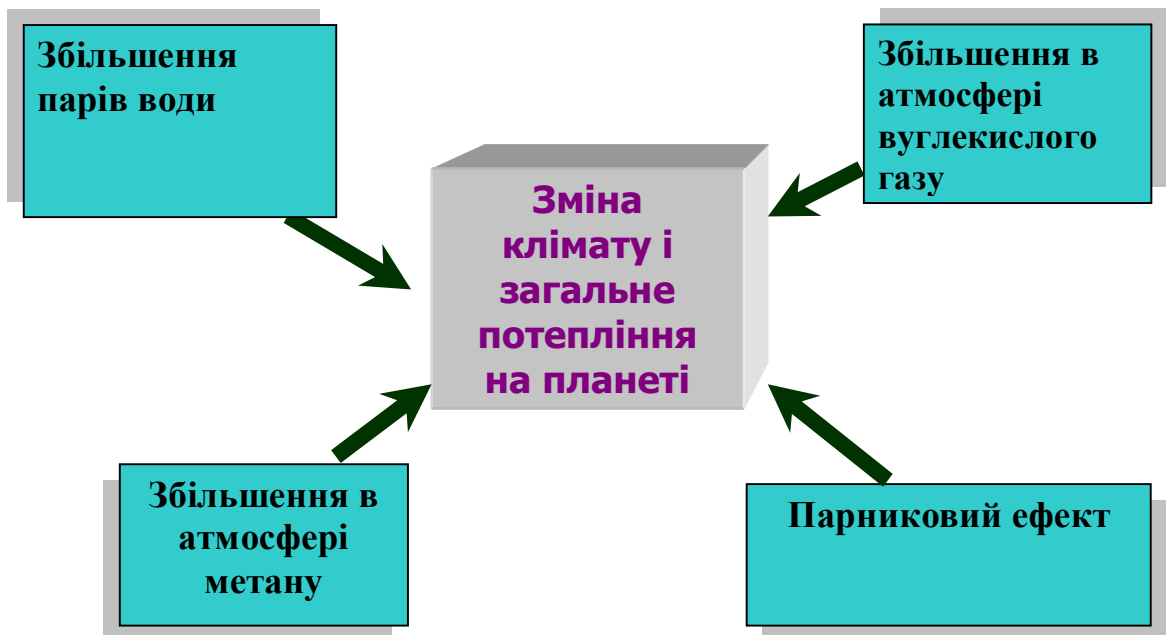 Збільшення
парів води
Збільшення в
атмосфері
вуглекислого
газу
Зміна
клімату і
загальне
потепління
на планеті
Збільшення в
атмосфері
метану
Парниковий ефект